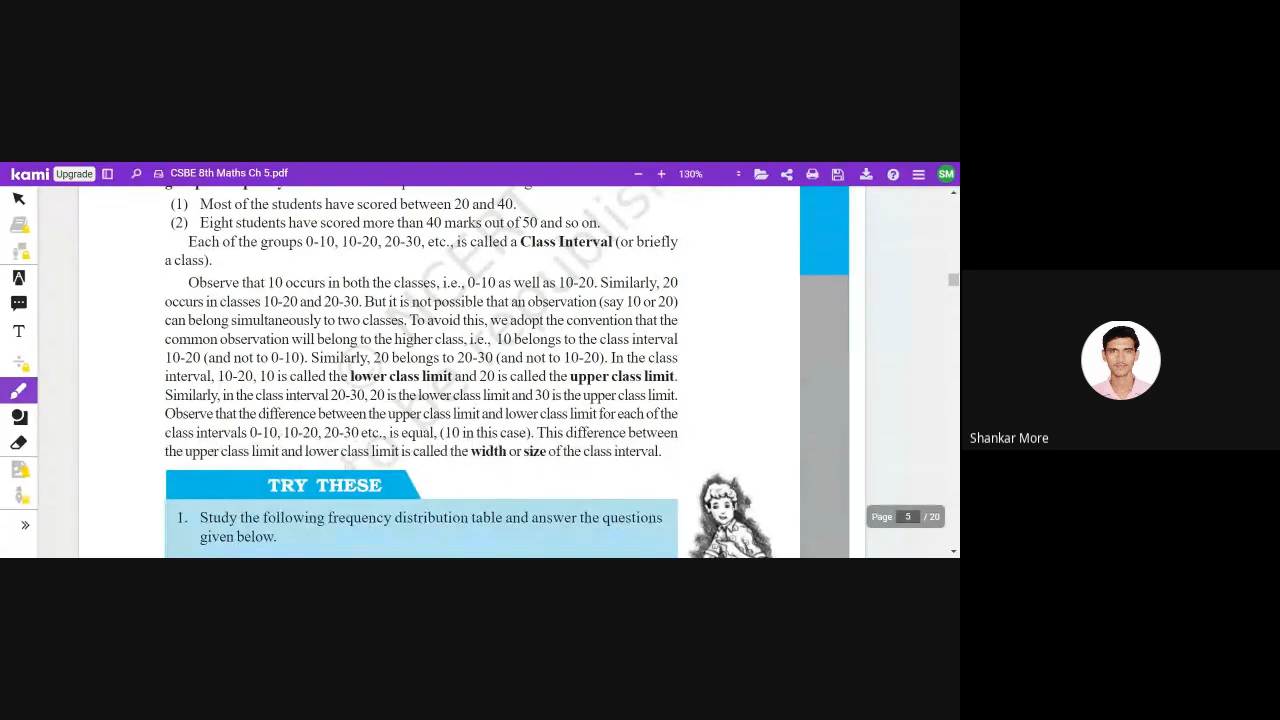 kami Upgrade CSBE 8th Maths Ch 5.pdf 130% SM
(1) Most of the students have scored between 20 and 40.
(2) Eight students have scored more than 40 marks out of 50 and so on.
Each of the groups 0-10, 10-20, 20-30, etc., is called a Class Interval (or briefly
a class).
Observe that 10 occurs in both the classes, i.e., 0-10 as well as 10-20. Similarly, 20
occurs in classes 10-20 and 20-30. But it is not possible that an observation (say 10 or 20)
can belong simultaneously to two classes. To avoid this, we adopt the convention that the
common observation will belong to the higher class, i.e., 10 belongs to the class interval
10-20 (and not to 0-10). Similarly, 20 belongs to 20-30 (and not to 10-20). In the class
interval, 10-20, 10 is called the lower class limit and 20 is called the upper class limit.
Similarly, in the class interval 20-30, 20 is the lower class limit and 30 is the upper class limit.
Observe that the difference between the upper class limit and lower class limit for each of the
class intervals 0-10, 10-20, 20-30 etc., is equal, (10 in this case). This difference between
the upper class limit and lower class limit is called the width or size of the class interval.
TRY THESE
1. Study the following frequency distribution table and answer the questions
given below.
Page 5 / 20
© NCERT
to be republis
Shankar More